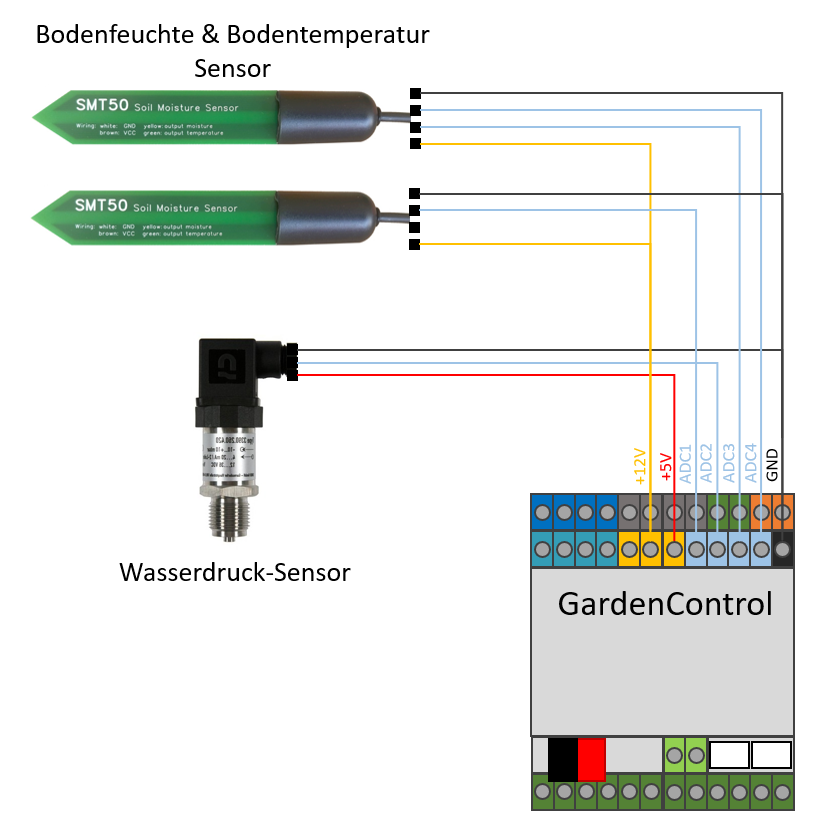 Bodenfeuchte & Bodentemperatur
Sensor
SMT50 Soil Moisture Sensor
Wiring: white: GND yellow:output moisture
brown: VCC green: output temperature
SMT50 Soil Moisture Sensor
Wiring: white: GND yellow:output moisture
brown: VCC green: output temperature
Wasserdruck-Sensor
+12V
+5V
ADC1
ADC2
ADC3
ADC4
GND
GardenControl